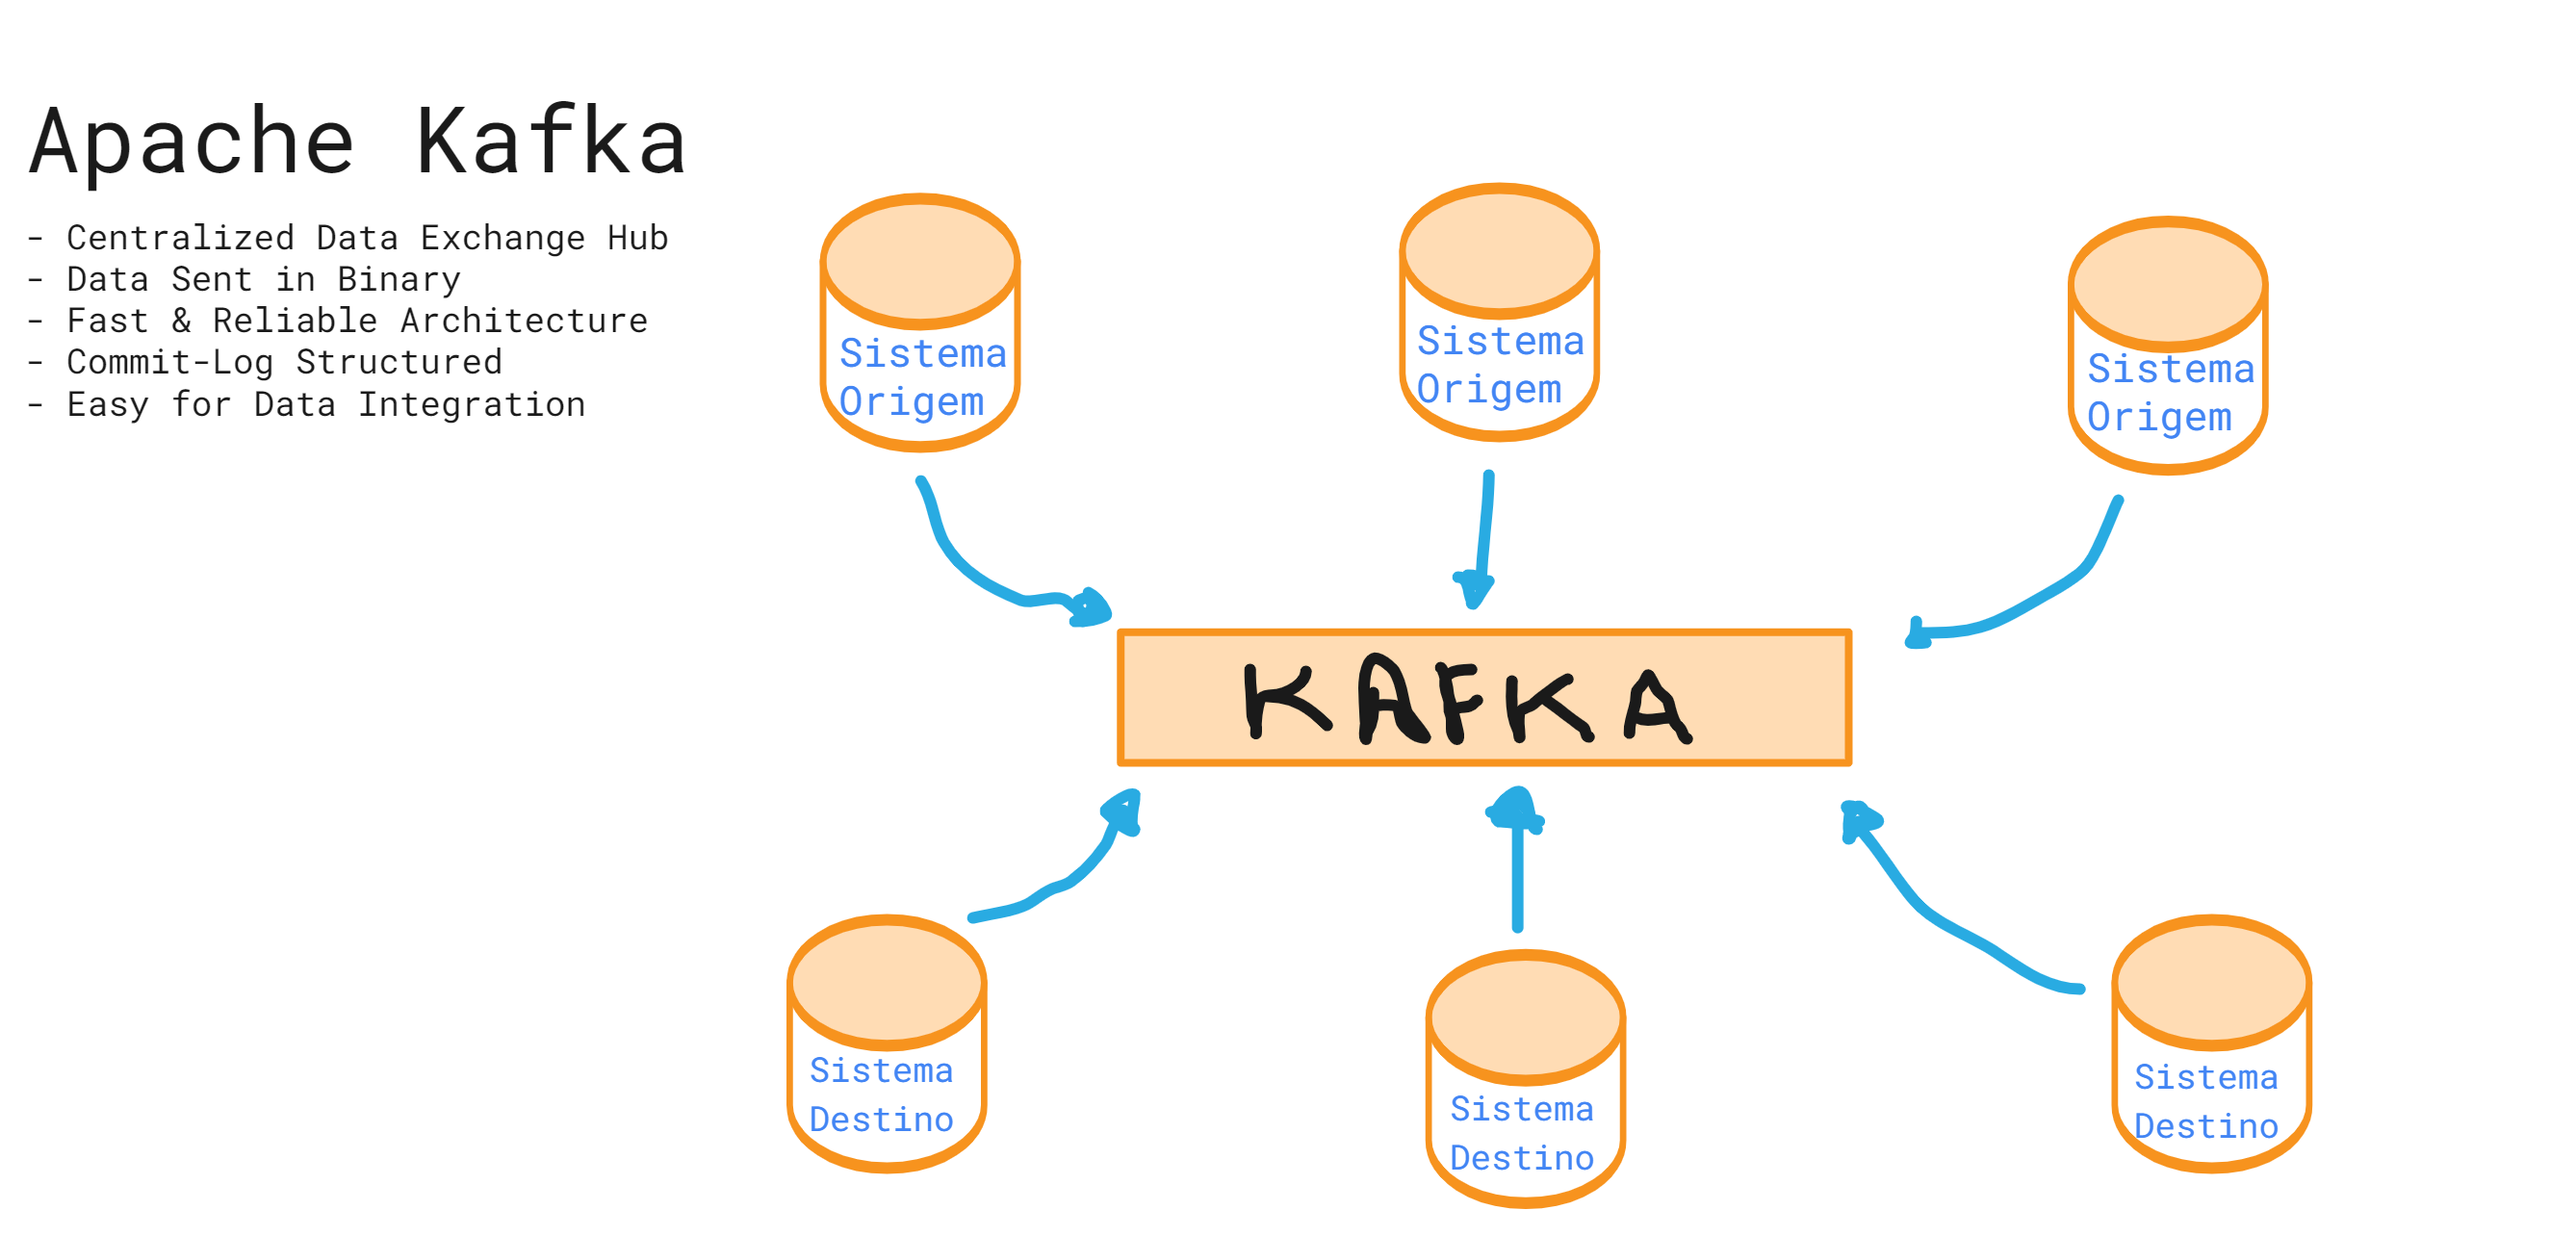 Apache Kafka
- Centralized Data Exchange Hub
- Data Sent in Binary
- Fast & Reliable Architecture
- Commit-Log Structured
- Easy for Data Integration
Sistema
Origem
Sistema
Origem
Sistema
Origem
KAFKA
Sistema
Destino
Sistema
Destino
Sistema
Destino